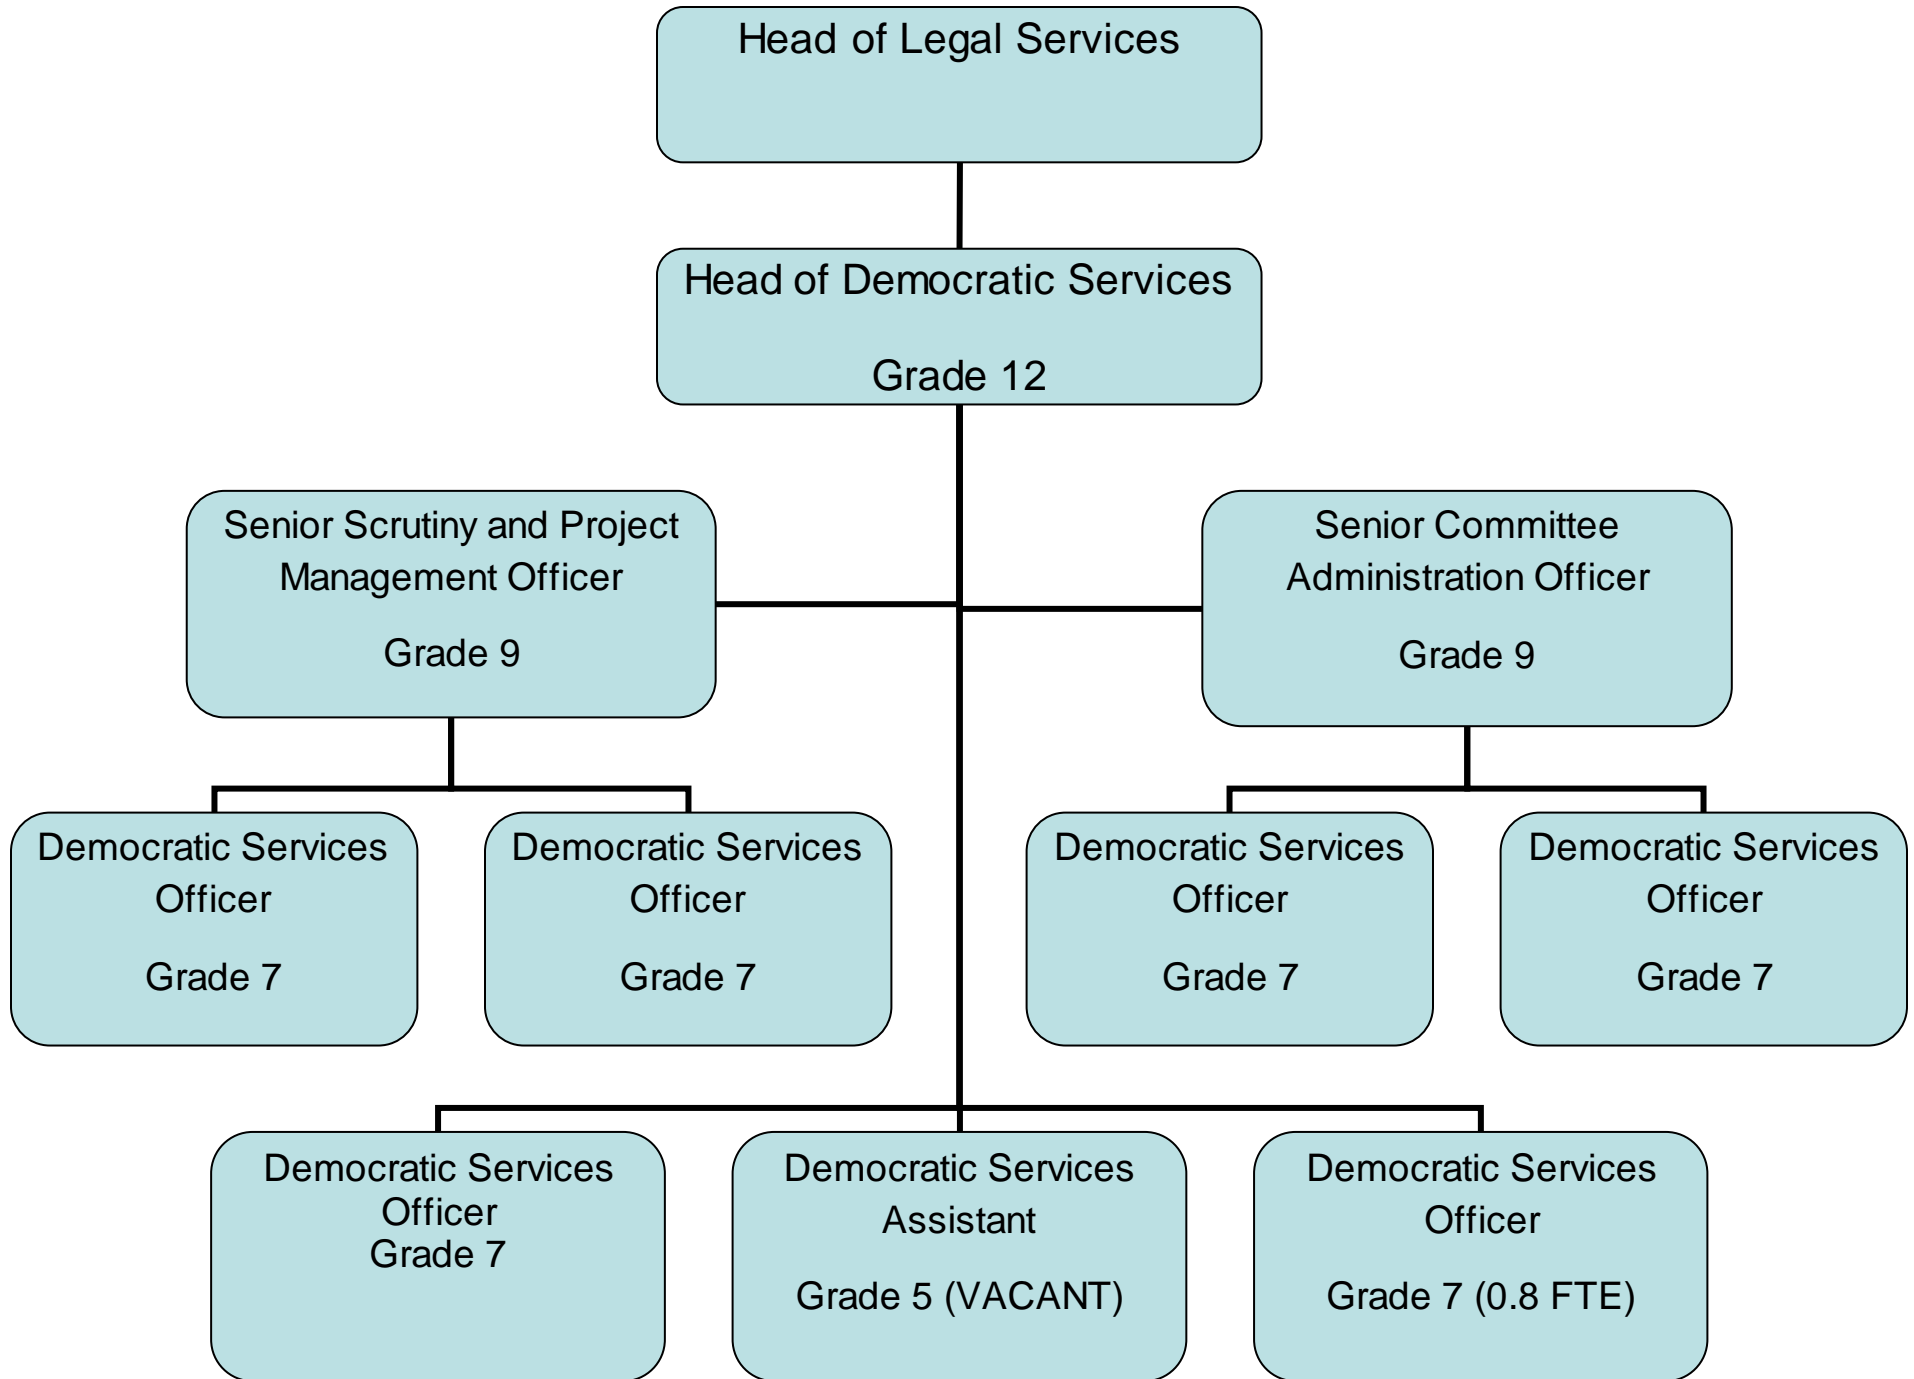 Head of Legal Services
Head of Democratic Services
Grade 12
Senior Scrutiny and Project
Management Officer
Grade 9
Senior Committee
Administration Officer
Grade 9
Democratic Services
Officer
Grade 7
Democratic Services
Officer
Grade 7
Democratic Services
Officer
Grade 7
Democratic Services
Officer
Grade 7
Democratic Services
Officer
Grade 7
Democratic Services
Assistant
Grade 5 (VACANT)
Democratic Services
Officer
Grade 7 (0.8 FTE)